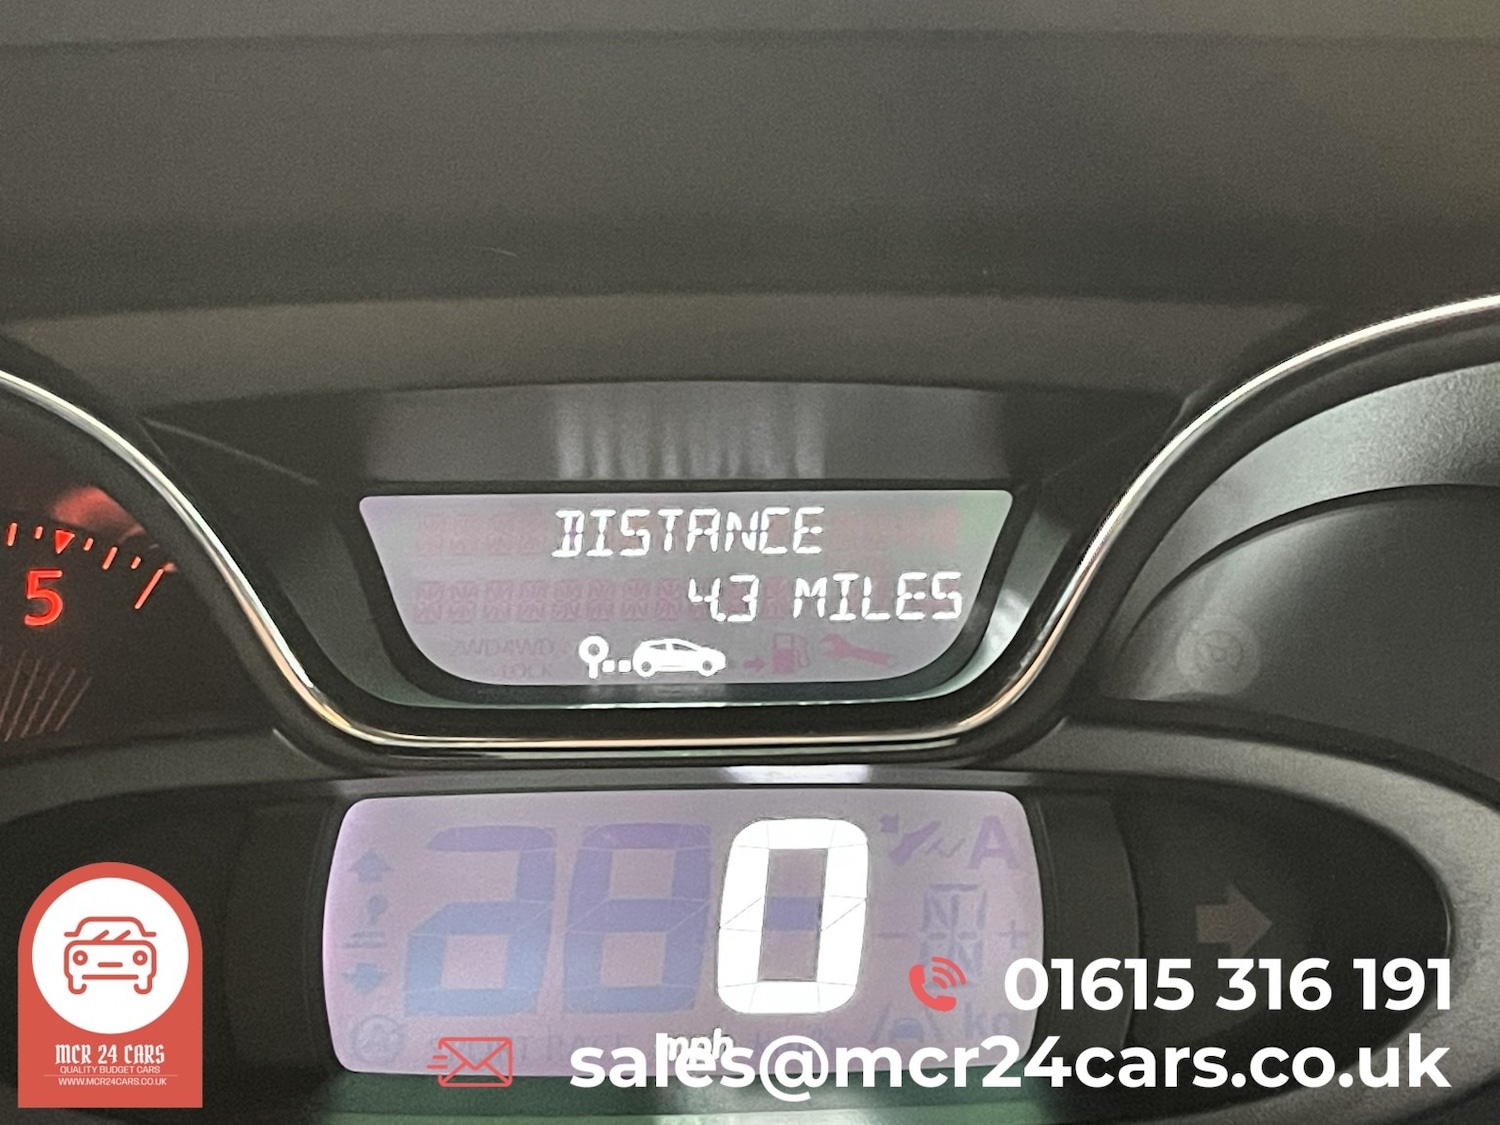 DISTANCE
43 MILES
5
0
mph
01615 316 191
sales@mcr24cars.co.uk
MCR 24 CARS
QUALITY BUDGET CARS
WWW.MCR24CARS.CO.UK